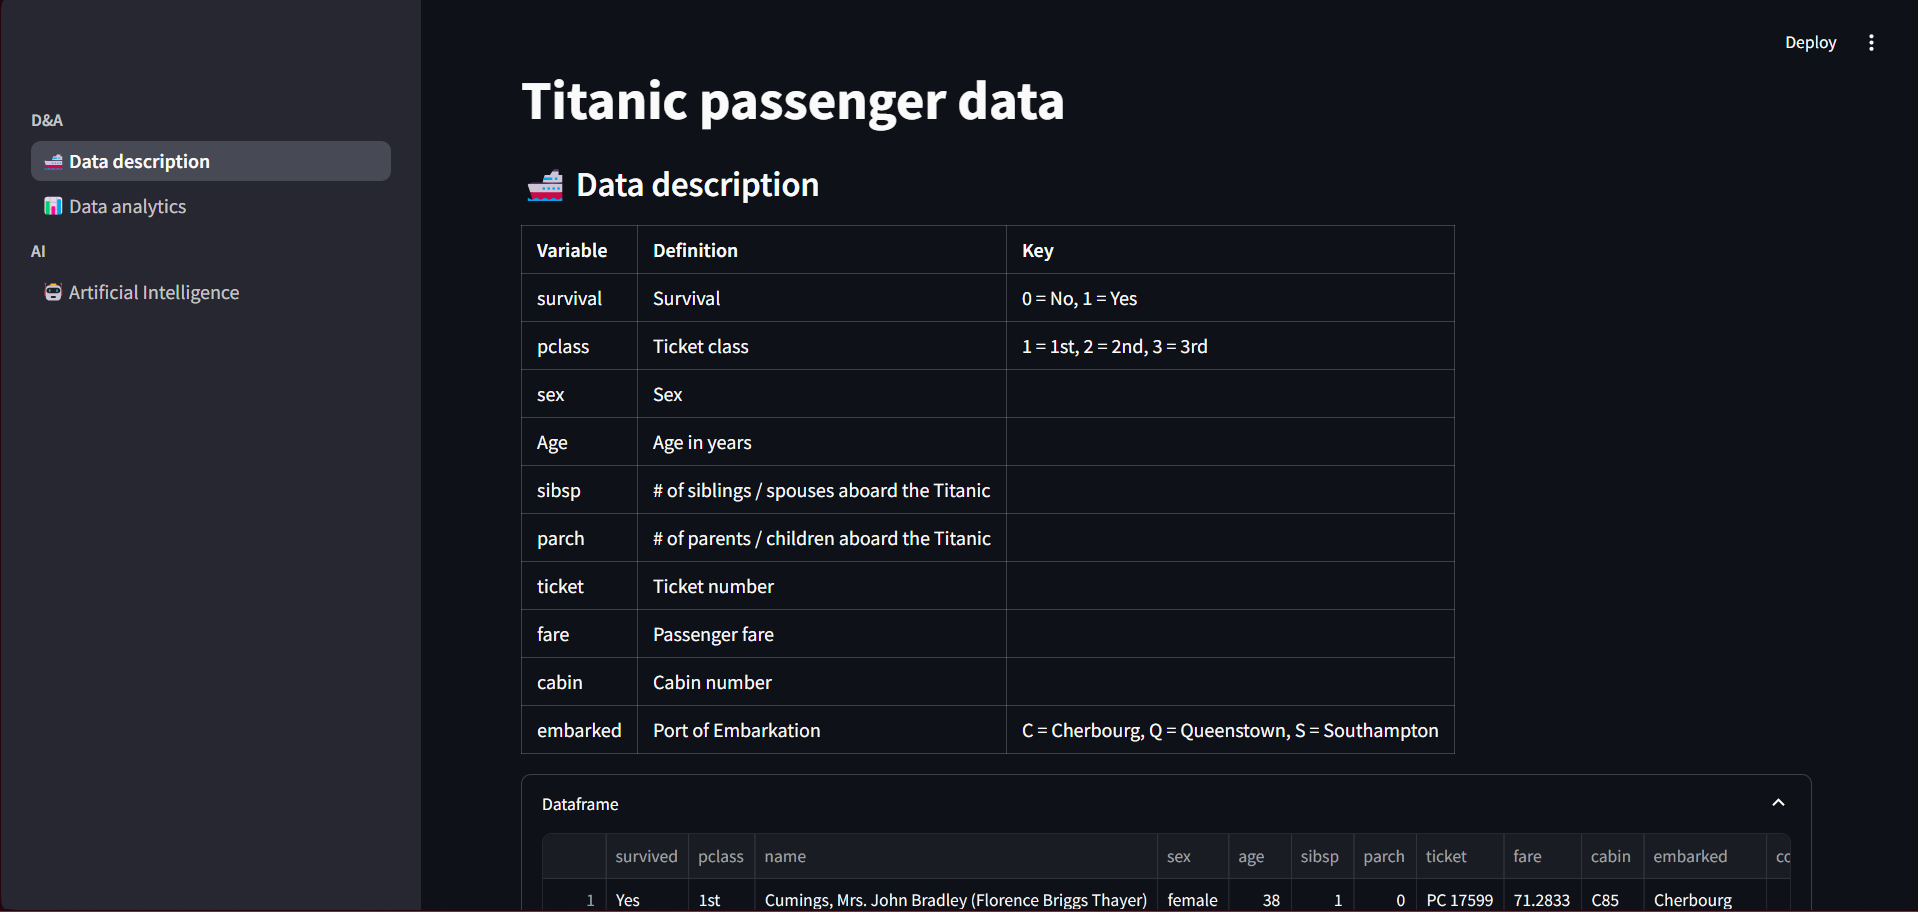 Deploy
D&A
Data description
Data analytics
AI
Artificial Intelligence
Titanic passenger data
Data description
Variable Definition Key
survival Survival 0 = No, 1 = Yes
pclass Ticket class 1 = 1st, 2 = 2nd, 3 = 3rd
sex Sex
Age Age in years
sibsp # of siblings / spouses aboard the Titanic
parch # of parents / children aboard the Titanic
ticket Ticket number
fare Passenger fare
cabin Cabin number
embarked Port of Embarkation C = Cherbourg, Q = Queenstown, S = Southampton
Dataframe
survived pclass name sex age sibsp parch ticket fare cabin embarked
1 Yes 1st Cumings, Mrs. John Bradley (Florence Briggs Thayer) female 38 1 0 PC 17599 71.2833 C85 Cherbourg